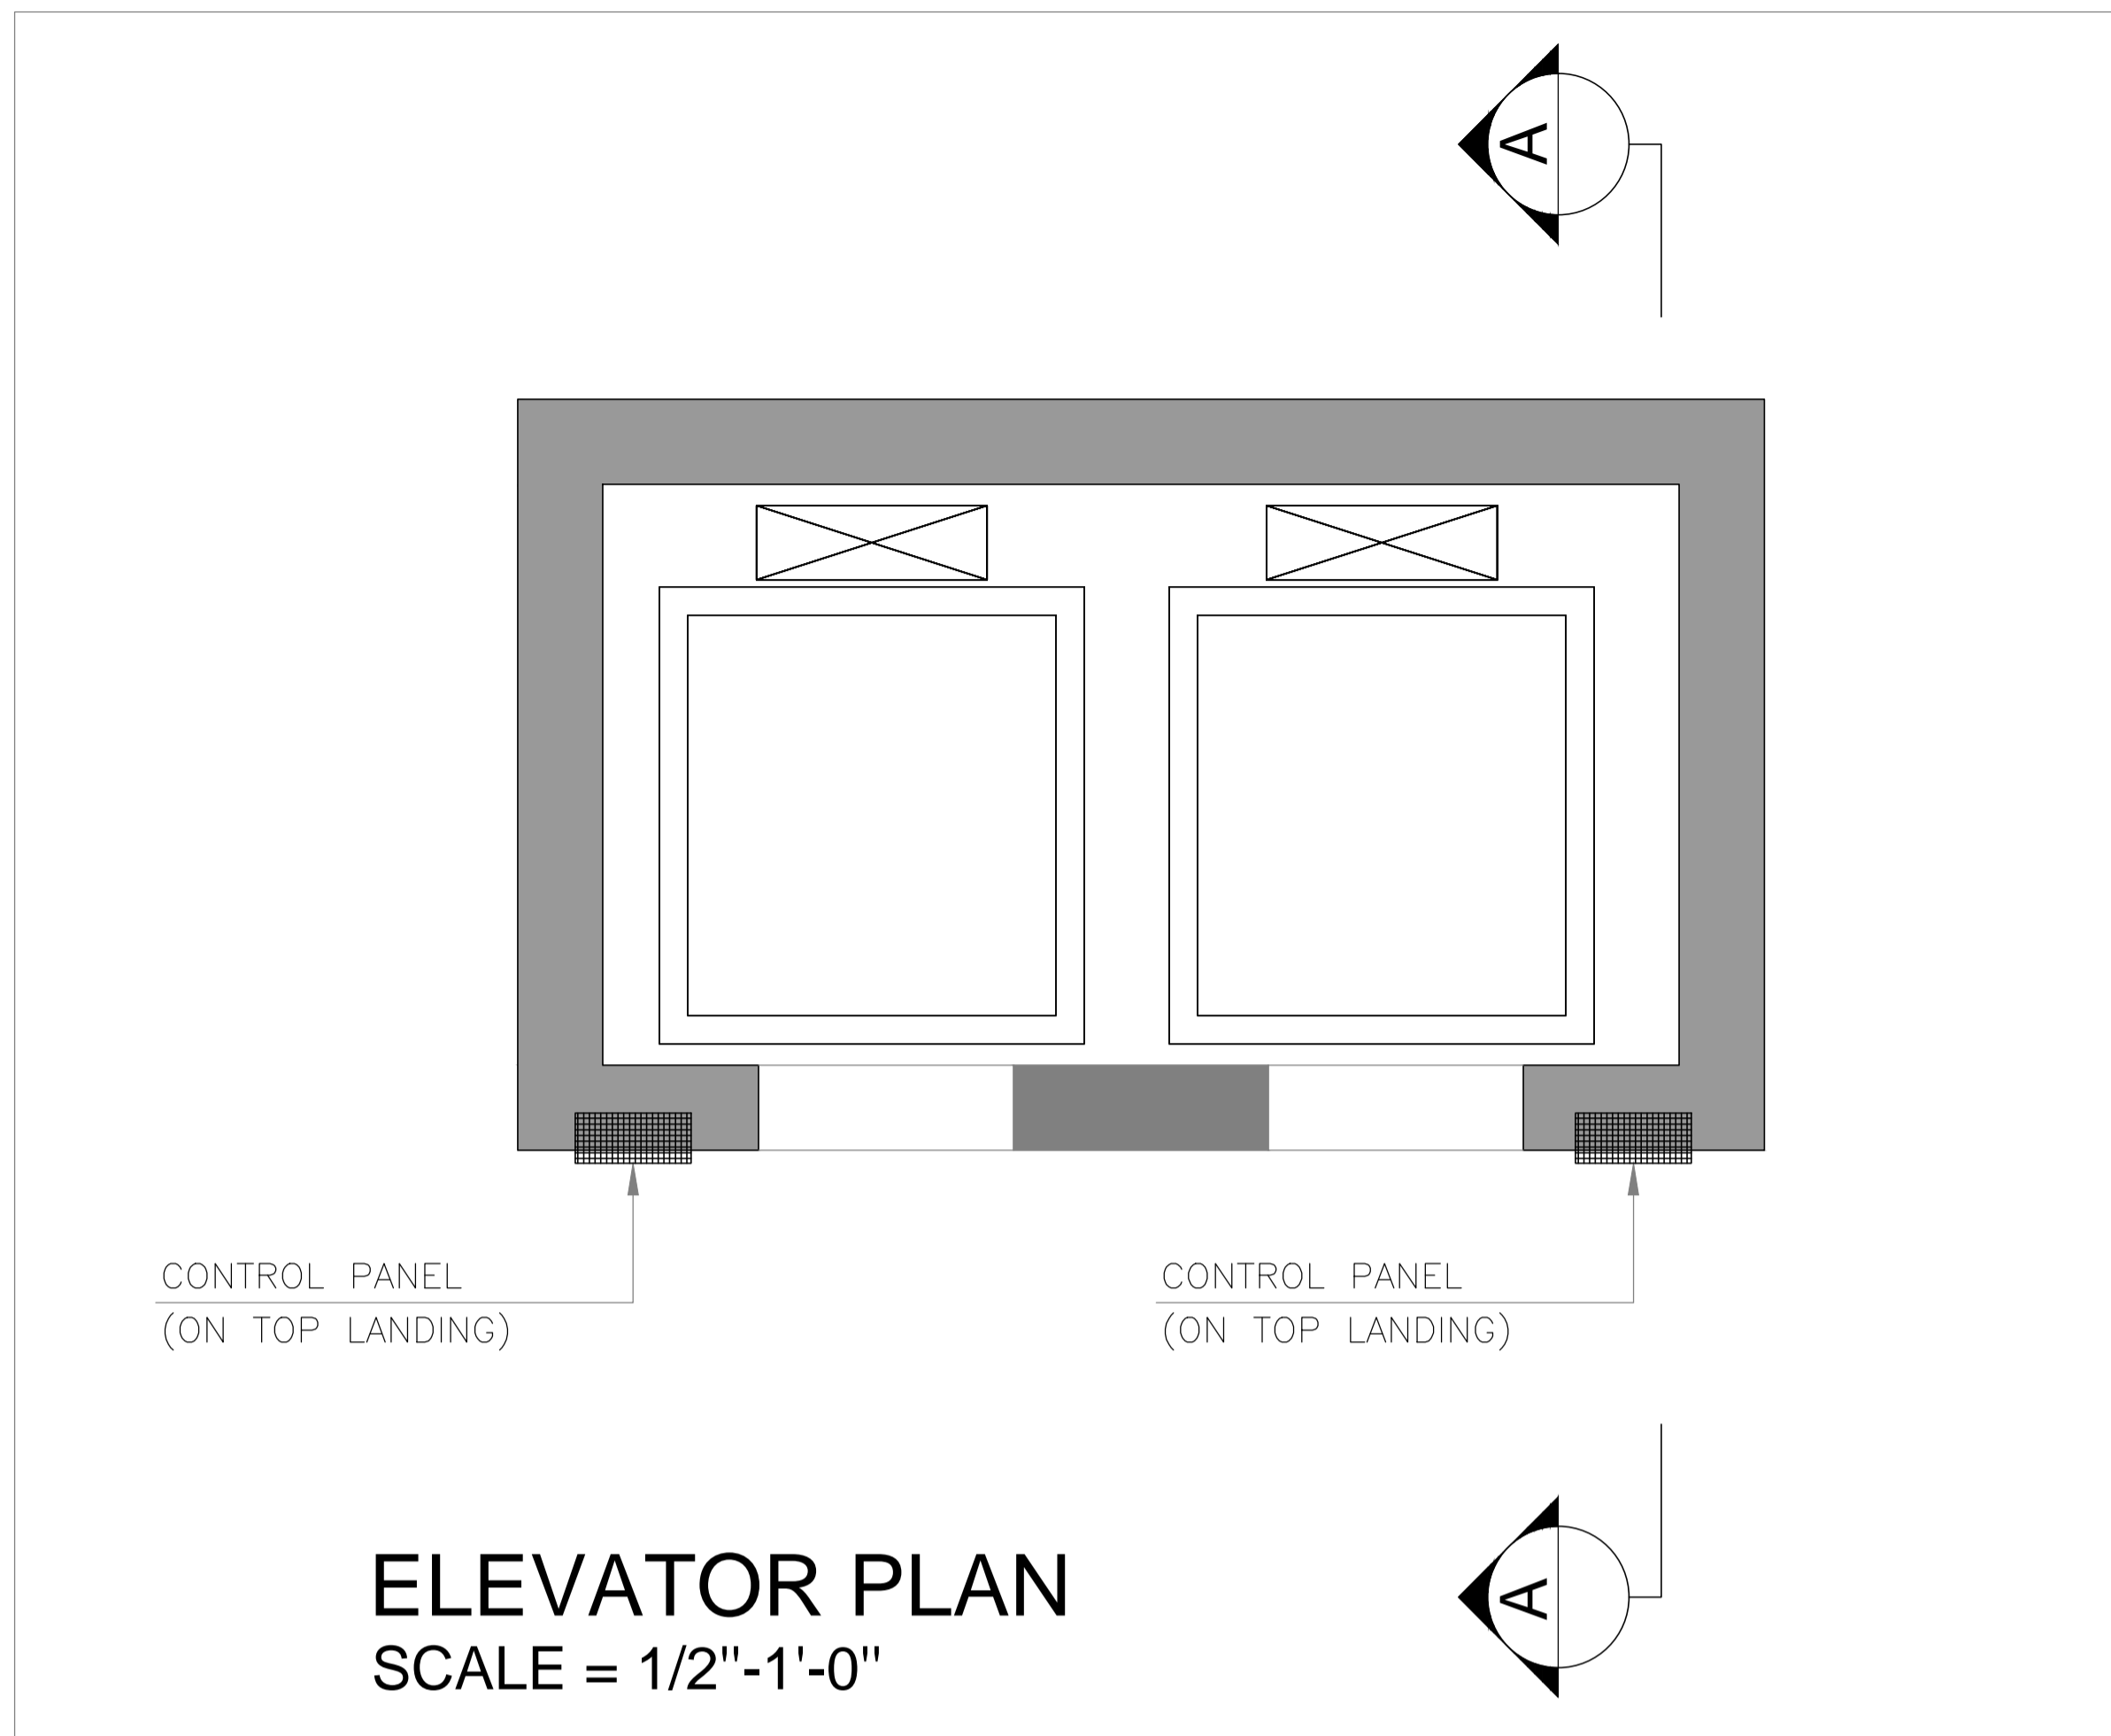 A
CONTROL PANEL
(ON TOP LANDING)
CONTROL PANEL
(ON TOP LANDING)
ELEVATOR PLAN
SCALE = 1/2"-1'-0"
A